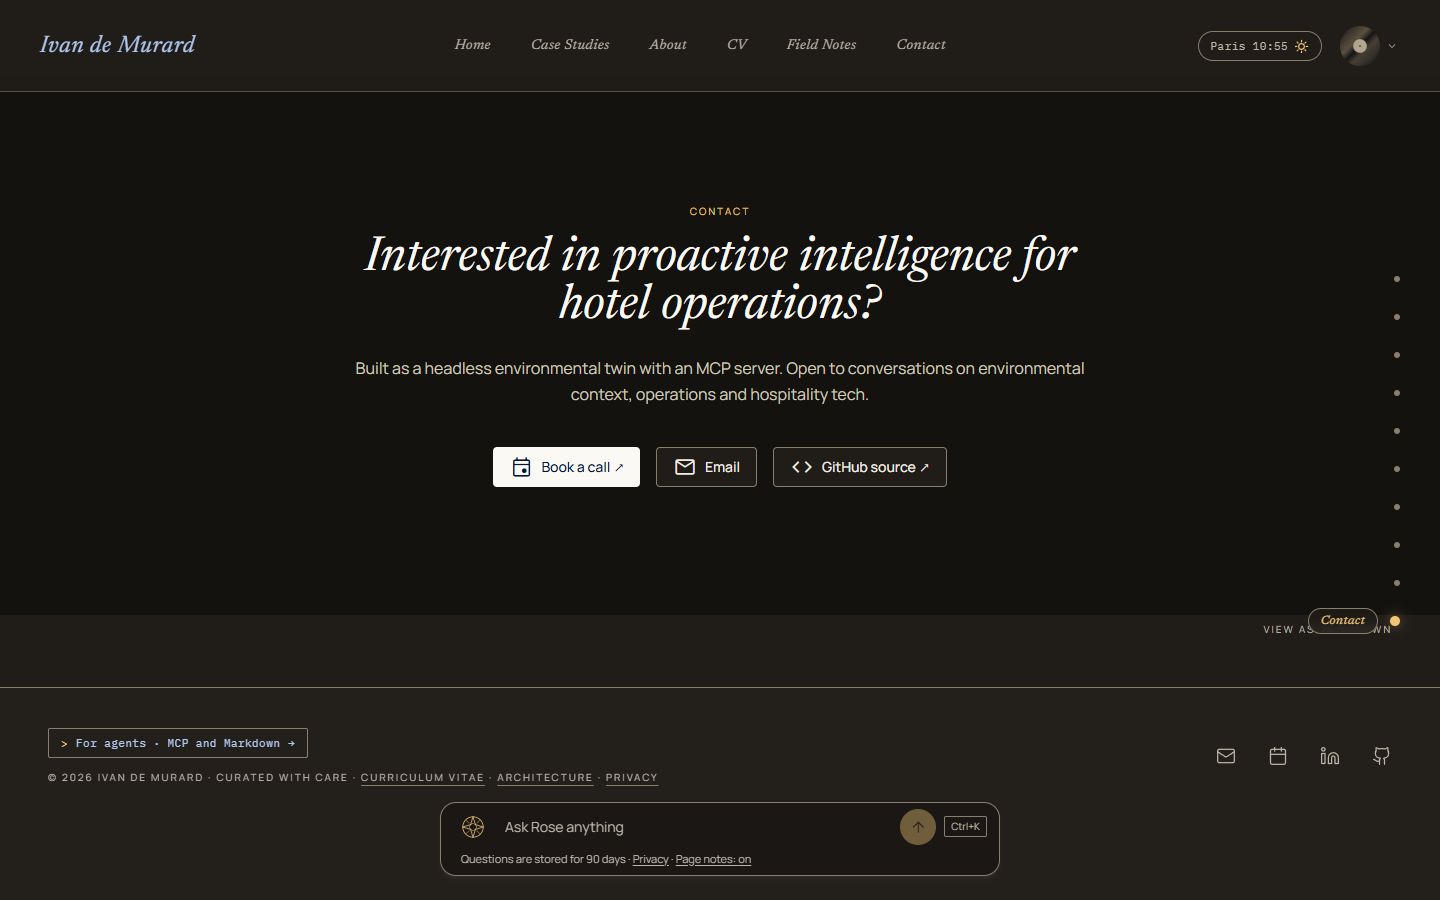 Ivan de Murard
Home
Case Studies
About
CV
Field Notes
Contact
Paris 10:55
CONTACT
Interested in proactive intelligence for
hotel operations?
Built as a headless environmental twin with an MCP server. Open to conversations on environmental
context, operations and hospitality tech.
Book a call ↗
Email
GitHub source ↗
Contact
VIEW AS
> For agents · MCP and Markdown →
© 2026 IVAN DE MURARD · CURATED WITH CARE · CURRICULUM VITAE · ARCHITECTURE · PRIVACY
Ask Rose anything
Ctrl+K
Questions are stored for 90 days · Privacy · Page notes: on